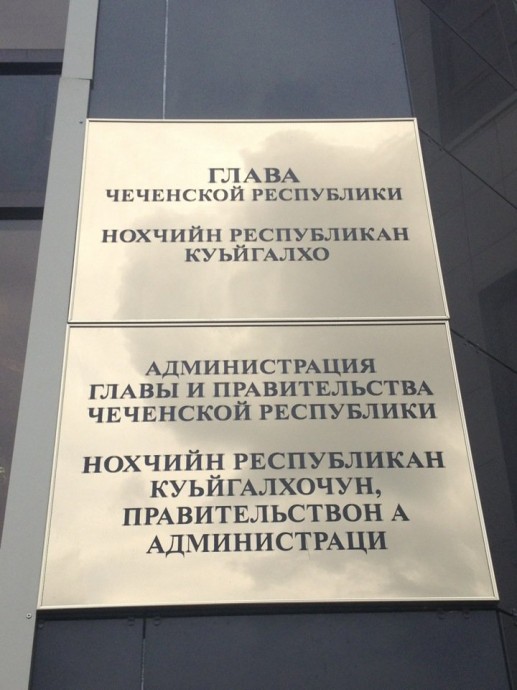 ГЛАВА
ЧЕЧЕНСКОЙ РЕСПУБЛИКИ
НОХЧИЙН РЕСПУБЛИКАН
КУЬЙГАЛХО
АДМИНИСТРАЦИЯ
ГЛАВЫ И ПРАВИТЕЛЬСТВА
ЧЕЧЕНСКОЙ РЕСПУБЛИКИ
НОХЧИЙН РЕСПУБЛИКАН
КУЬЙГАЛХОЧУН,
ПРАВИТЕЛЬСТВОН А
АДМИНИСТРАЦИ